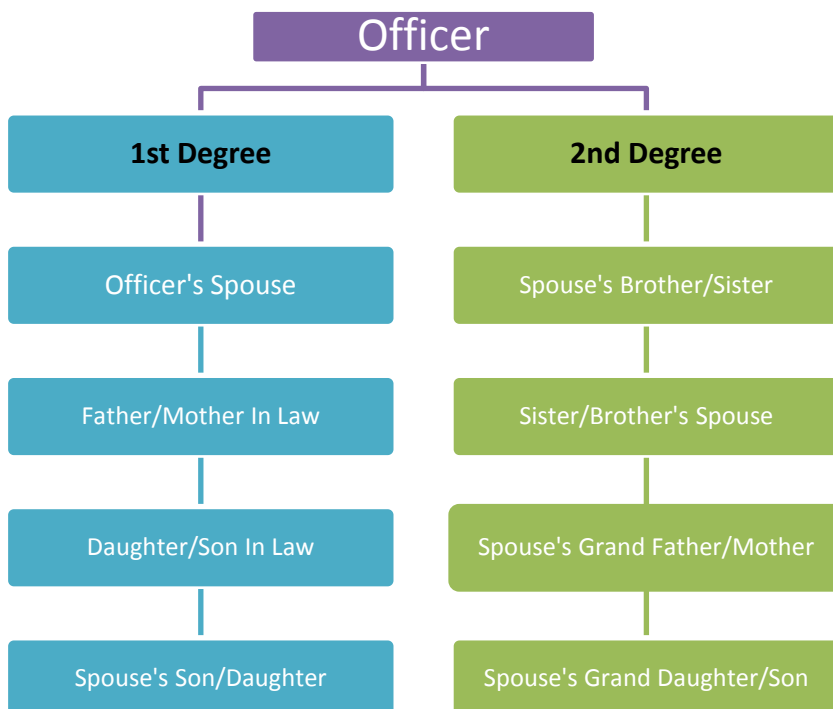 Officer
1st Degree
Officer's Spouse
Father/Mother In Law
Daughter/Son In Law
Spouse's Son/Daughter
2nd Degree
Spouse's Brother/Sister
Sister/Brother's Spouse
Spouse's Grand Father/Mother
Spouse's Grand Daughter/Son